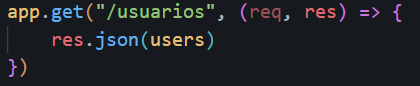 app.get("/usuarios", (req, res) => {
    res.json(users)
})